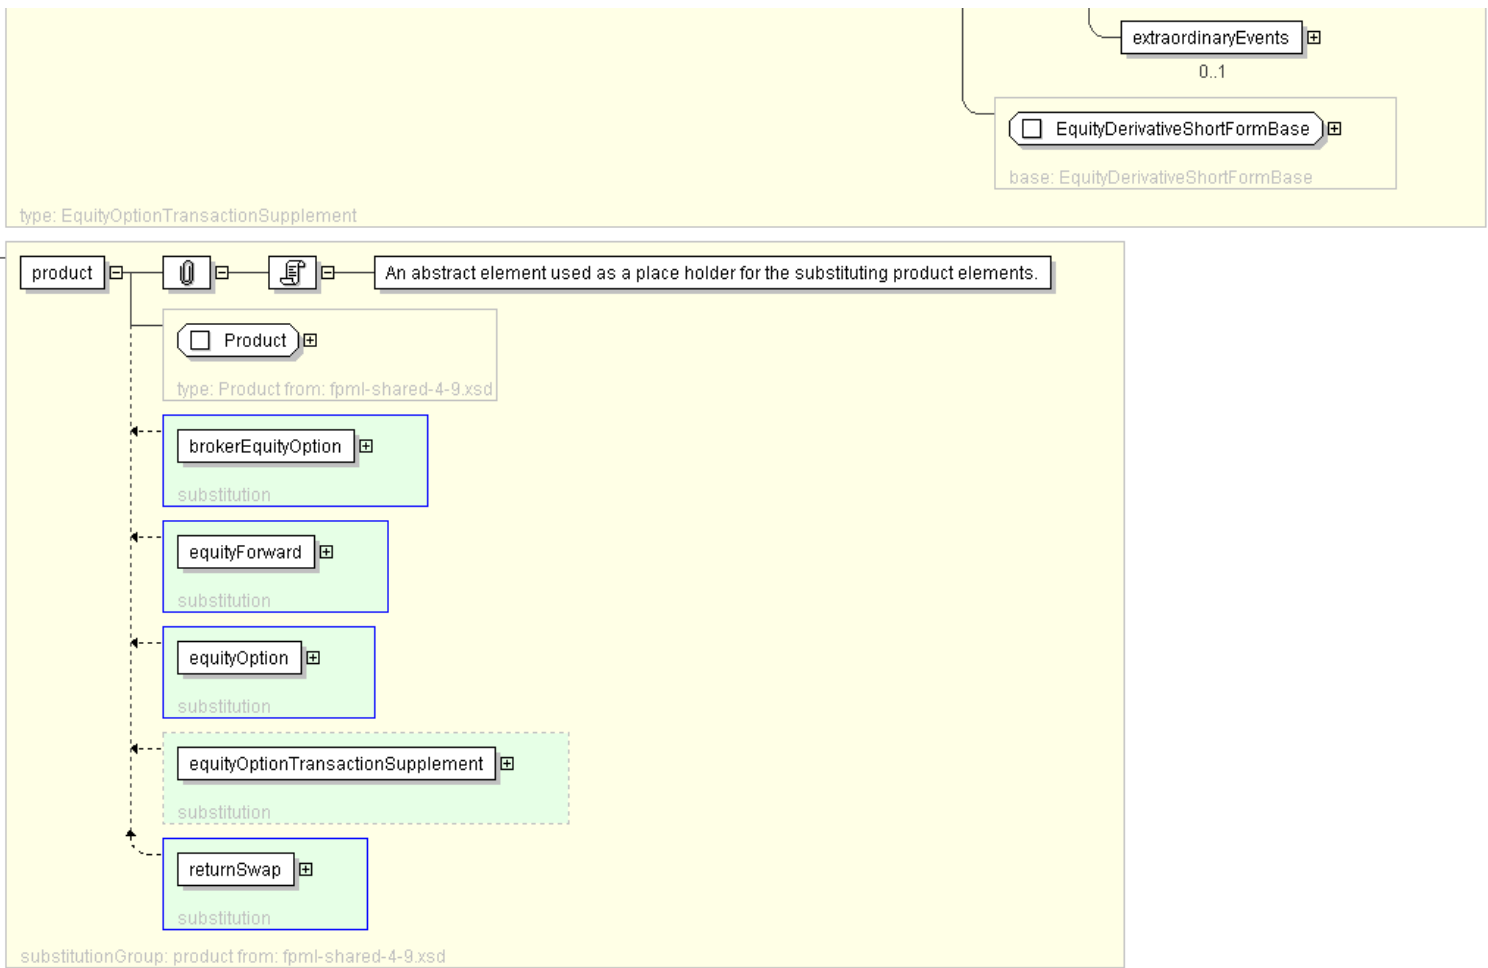 extraordinaryEvents
0..1
EquityDerivativeShortFormBase
base: EquityDerivativeShortFormBase
type: EquityOptionTransactionSupplement
product
An abstract element used as a place holder for the substituting product elements.
Product
type: Product from: fpml-shared-4-9.xsd
brokerEquityOption
substitution
equityForward
substitution
equityOption
substitution
equityOptionTransactionSupplement
substitution
returnSwap
substitution
substitutionGroup: product from: fpml-shared-4-9.xsd